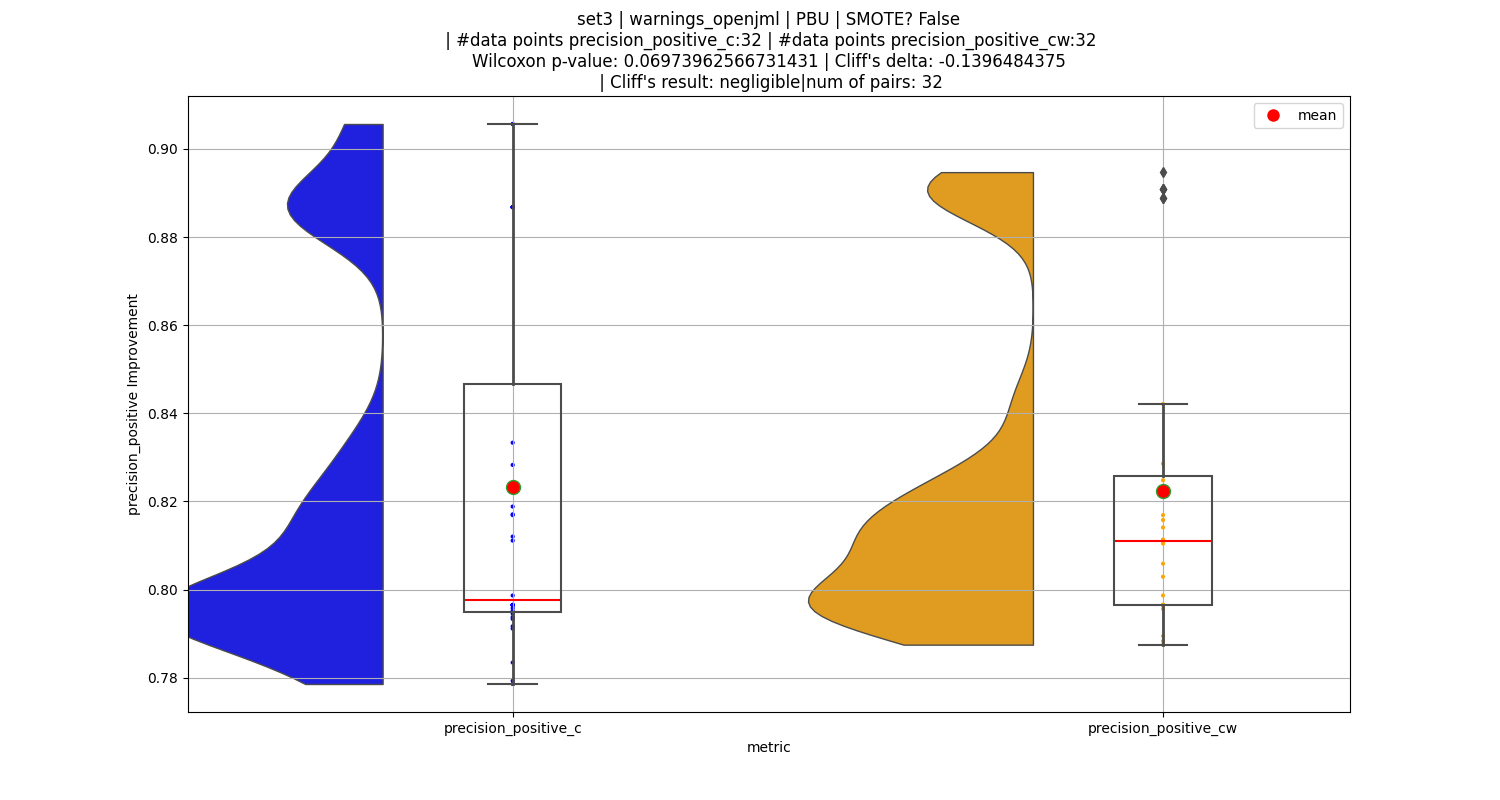 set3 | warnings_openjml | PBU | SMOTE? False
| #data points precision_positive_c:32 | #data points precision_positive_cw:32
Wilcoxon p-value: 0.06973962566731431 | Cliff's delta: -0.1396484375
| Cliff's result: negligible|num of pairs: 32
mean
0.90
0.88
0.86
0.84
0.82
0.80
0.78
precision_positive Improvement
precision_positive_c
precision_positive_cw
metric